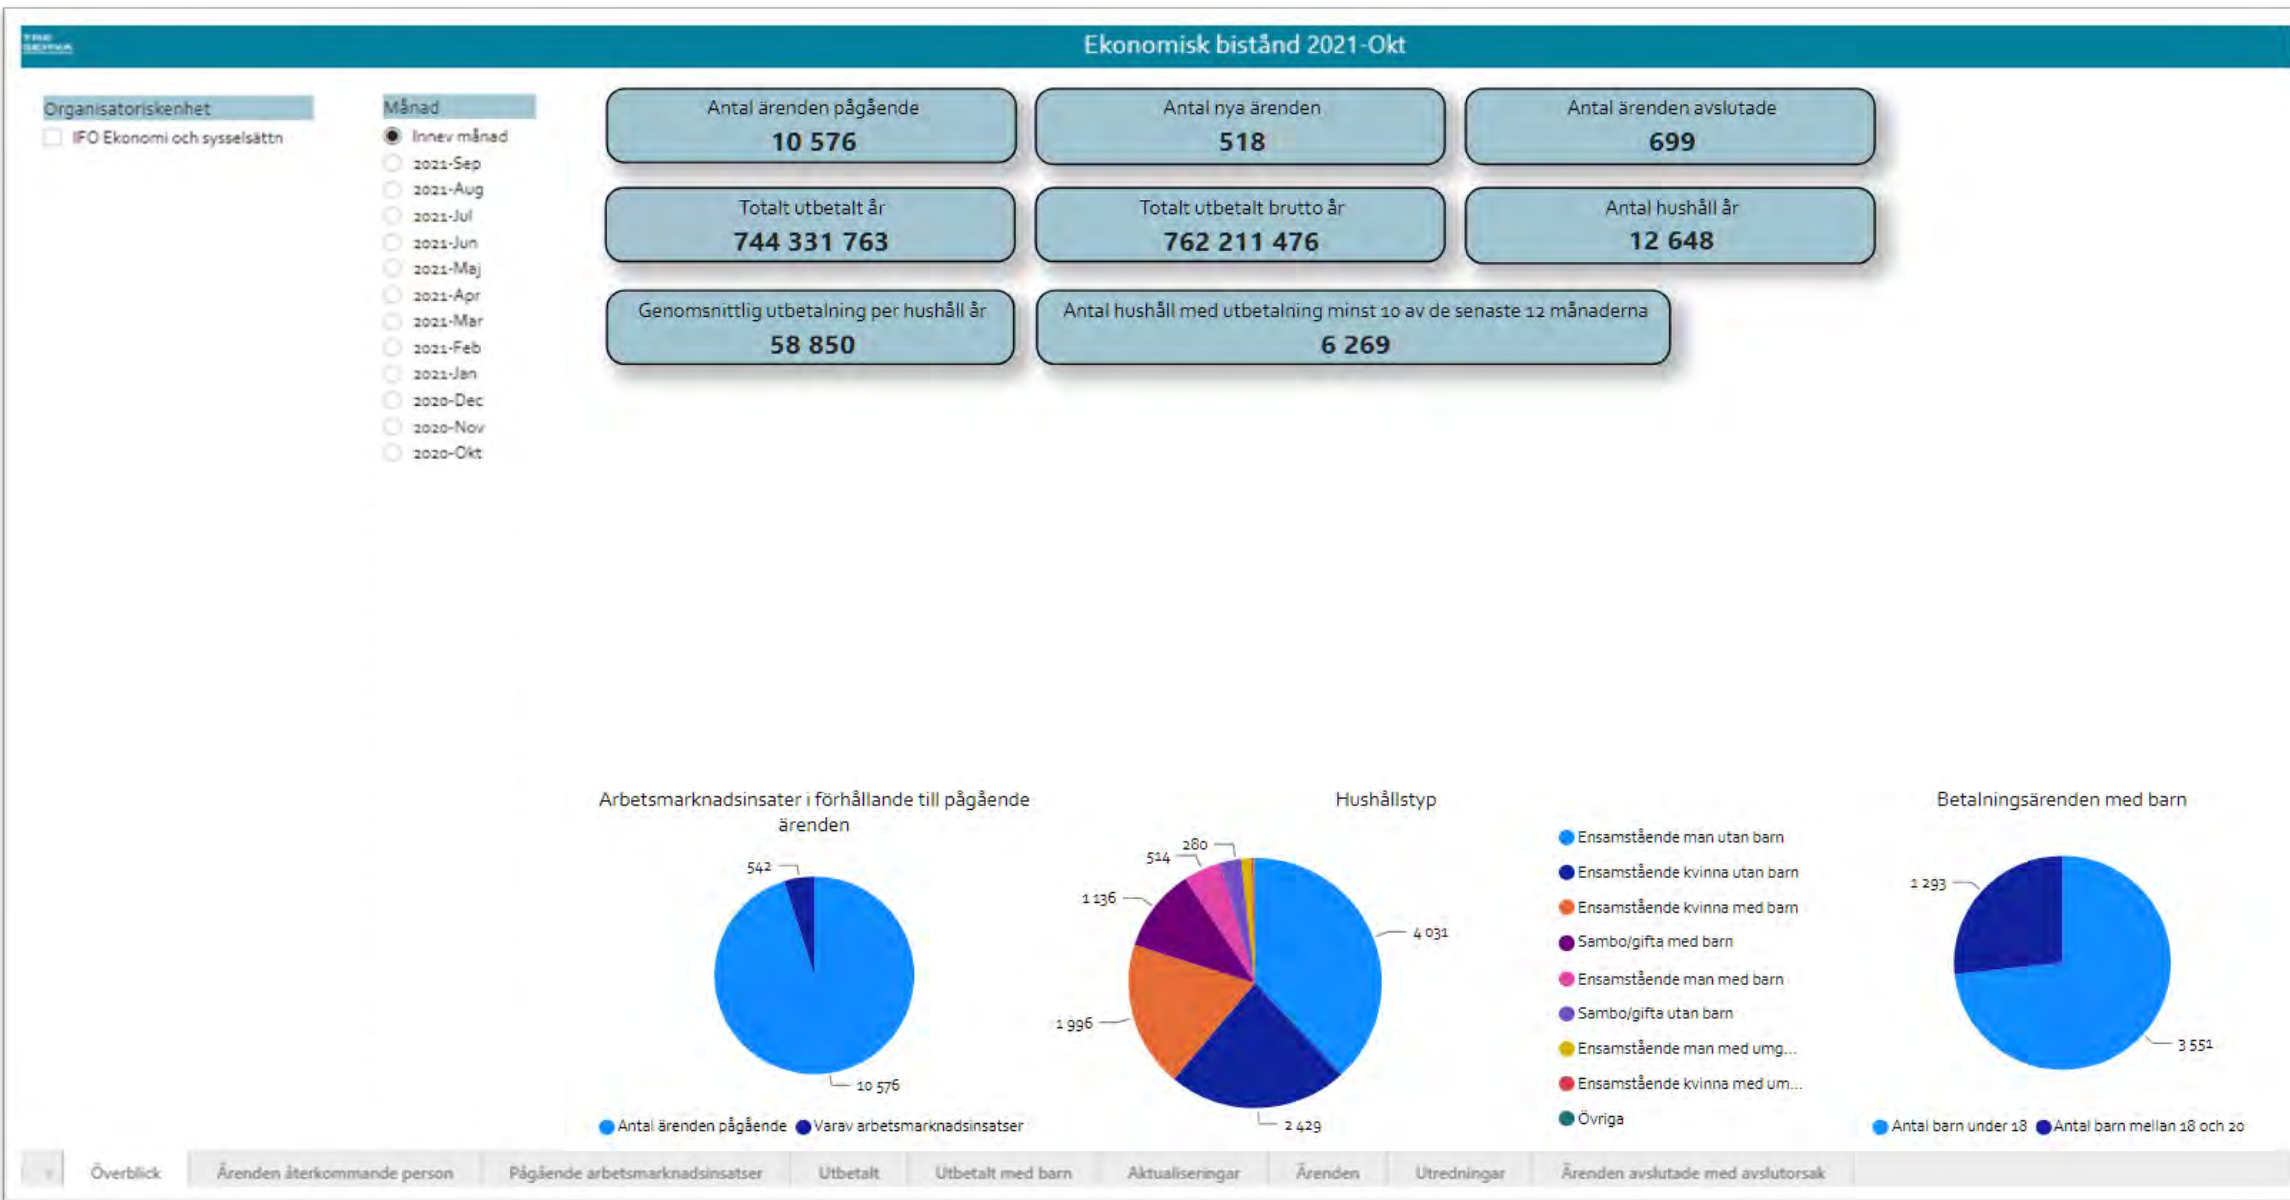 TRE
SERVA
Ekonomisk bistånd 2021-Okt
Organisatoriskenhet
IFO Ekonomi och sysselsättn
Månad
Innev månad
2021-Sep
2021-Aug
2021-Jul
2021-Jun
2021-Maj
2021-Apr
2021-Mar
2021-Feb
2021-Jan
2020-Dec
2020-Nov
2020-Okt
Antal ärenden pågående
10 576
Antal nya ärenden
518
Antal ärenden avslutade
699
Totalt utbetalt år
744 331 763
Totalt utbetalt brutto år
762 211 476
Antal hushåll år
12 648
Genomsnittlig utbetalning per hushåll år
58 850
Antal hushåll med utbetalning minst 10 av de senaste 12 månaderna
6 269
Arbetsmarknadsinsater i förhållande till pågående
ärenden
542
10 576
Antal ärenden pågående
Varav arbetsmarknadsinsatser
Hushållstyp
280
514
1 136
4 031
1 996
2 429
Ensamstående man utan barn
Ensamstående kvinna utan barn
Ensamstående kvinna med barn
Sambo/gifta med barn
Ensamstående man med barn
Sambo/gifta utan barn
Ensamstående man med umg...
Ensamstående kvinna med um...
Övriga
Betalningsärenden med barn
1 293
3 551
Antal barn under 18
Antal barn mellan 18 och 20
Överblick
Ärenden återkommande person
Pågående arbetsmarknadsinsatser
Utbetalt
Utbetalt med barn
Aktualiseringar
Ärenden
Utredningar
Ärenden avslutade med avslutorsak